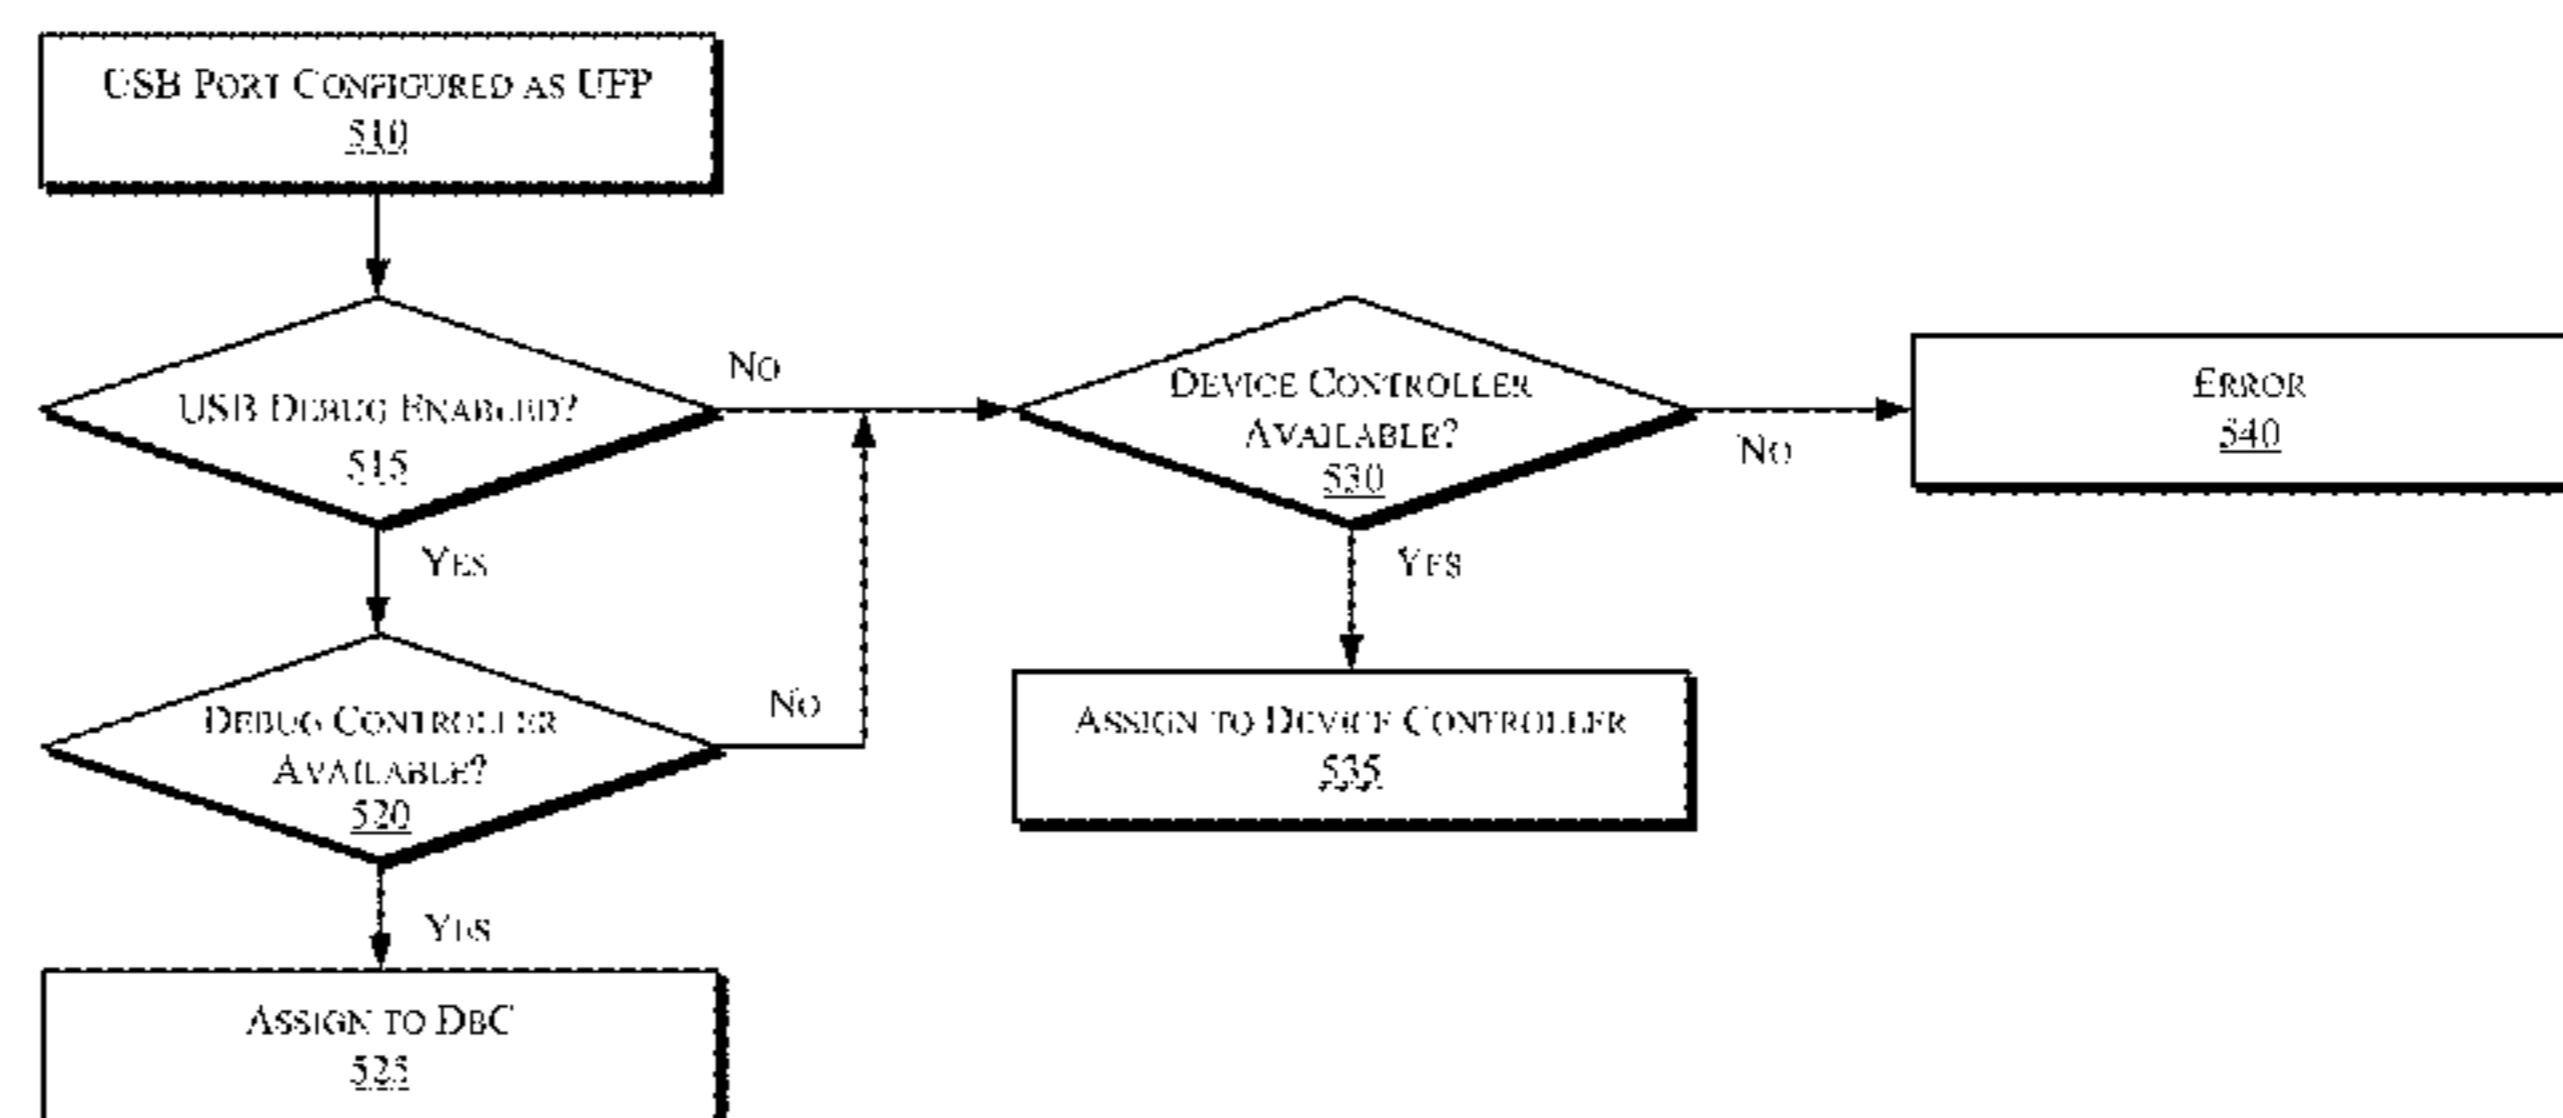 USB PORT CONFIGURED AS UFP
510
USB DEBUG ENABLED?
515
NO
YES
DEBUG CONTROLLER
AVAILABLE?
520
NO
YES
ASSIGN TO DBC
525
DEVICE CONTROLLER
AVAILABLE?
530
NO
YES
ASSIGN TO DEVICE CONTROLLER
535
ERROR
540